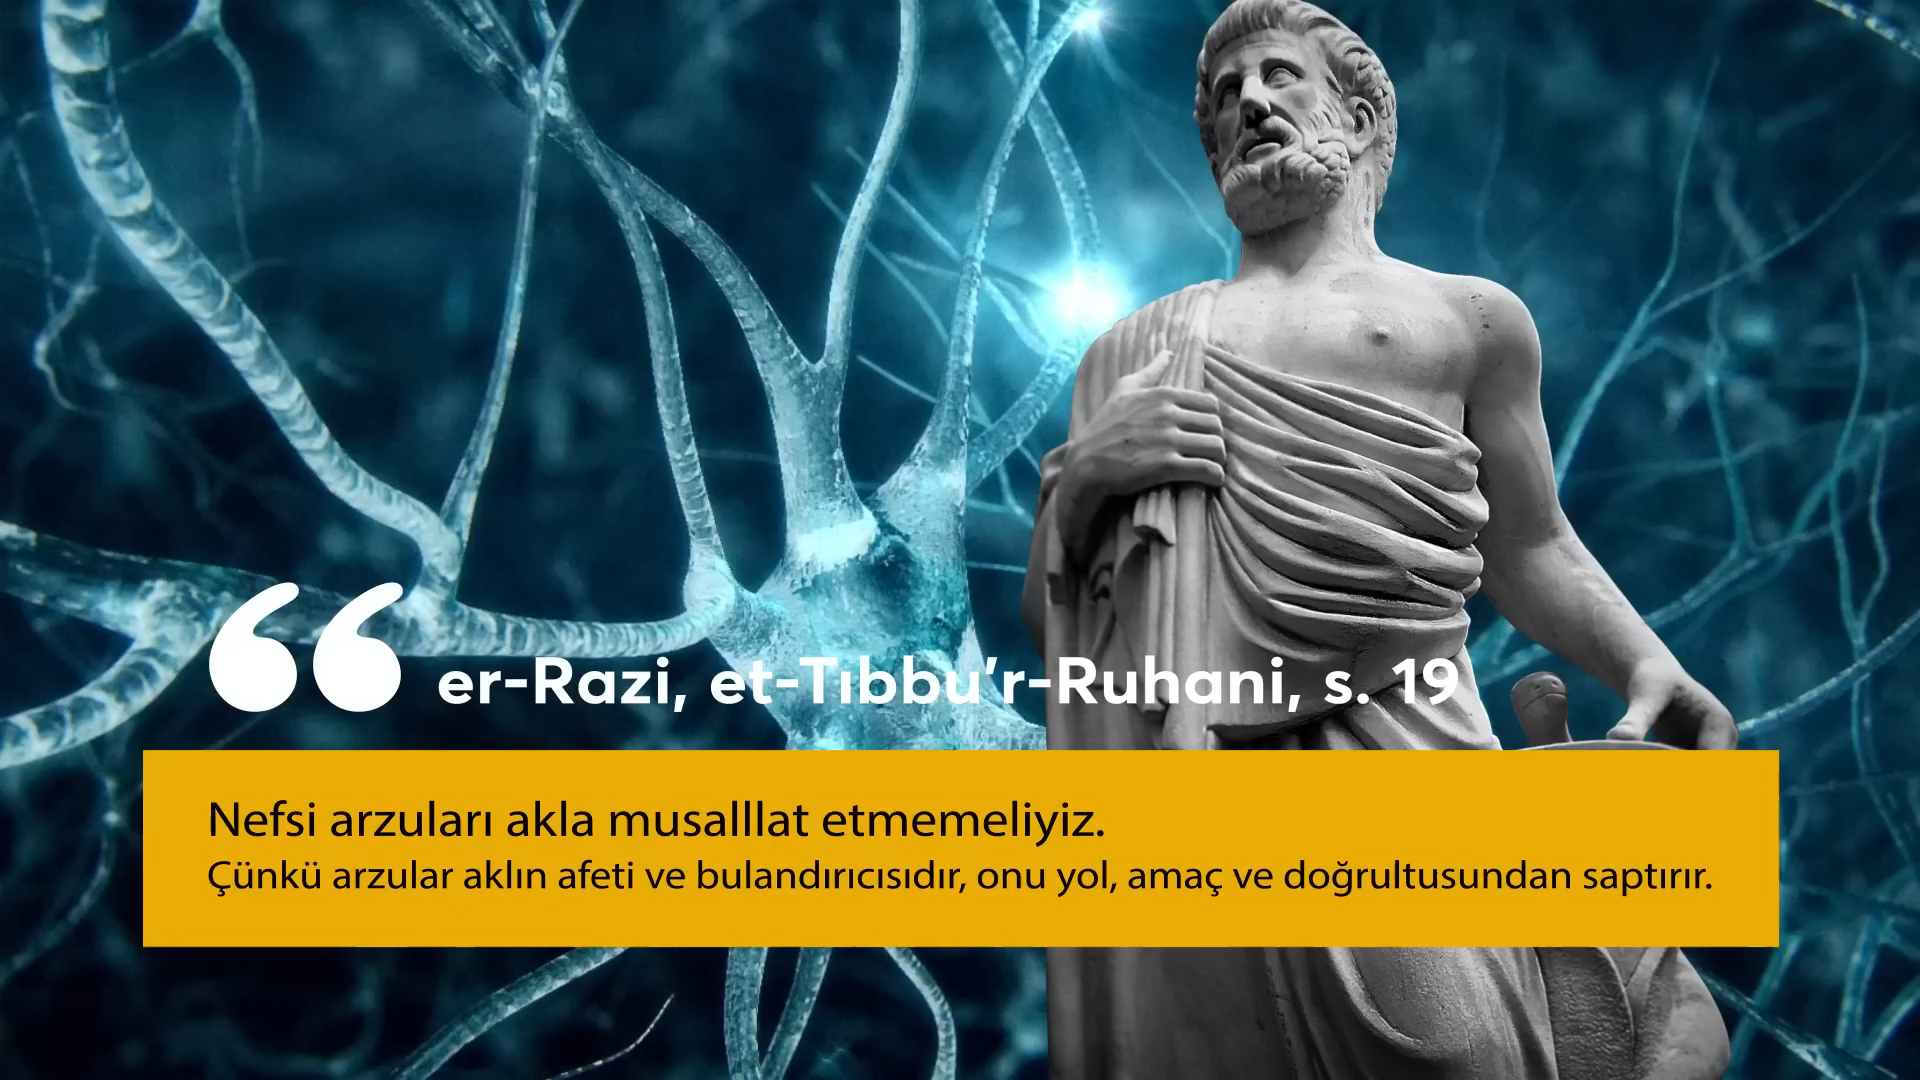 “ er-Razi, et-Tıbbu’r-Ruhani, s. 19
Nefsi arzuları akla musalllat etmemeliyiz.
Çünkü arzular aklın afeti ve bulandırıcısıdır, onu yol, amaç ve doğrultusundan saptırır.